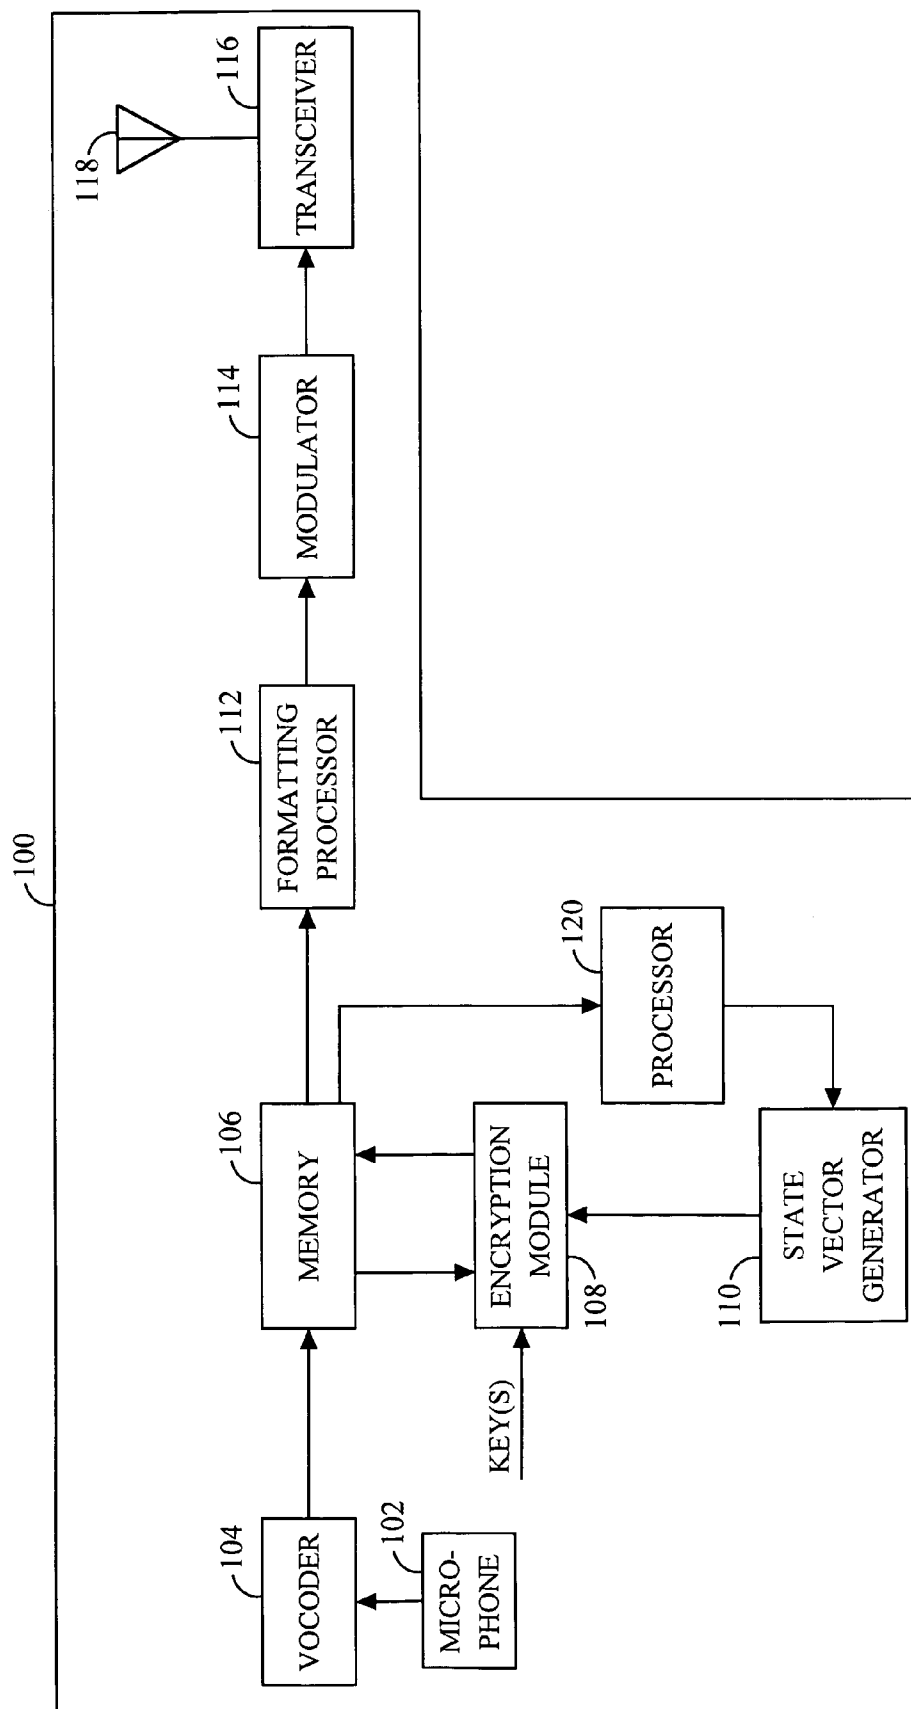 100
118
116
TRANSCEIVER
114
MODULATOR
112
FORMATTING
PROCESSOR
106
MEMORY
120
PROCESSOR
ENCRYPTION
MODULE
108
KEY(S)
110
STATE
VECTOR
GENERATOR
104
VOCODER
102
MICRO-
PHONE